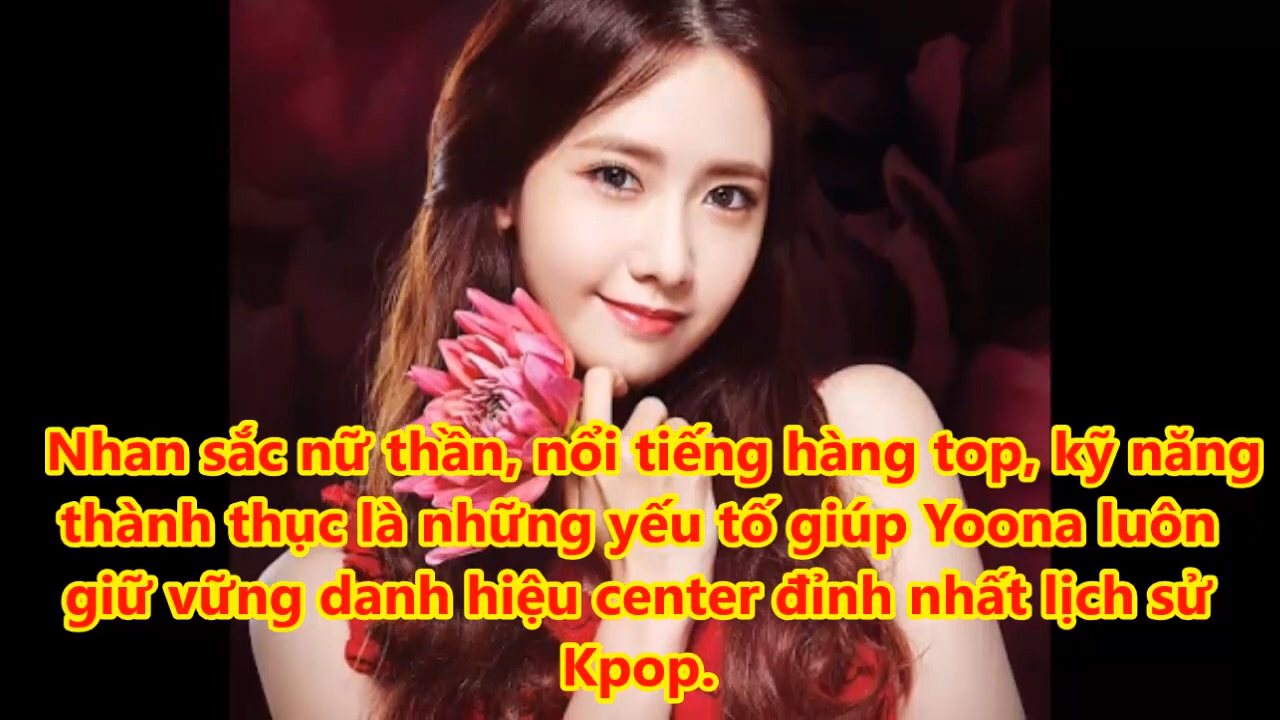 Nhan sắc nữ thần, nổi tiếng hàng top, kỹ năng
thành thục là những yếu tố giúp Yoona luôn
giữ vững danh hiệu center đỉnh nhất lịch sử
Kpop.